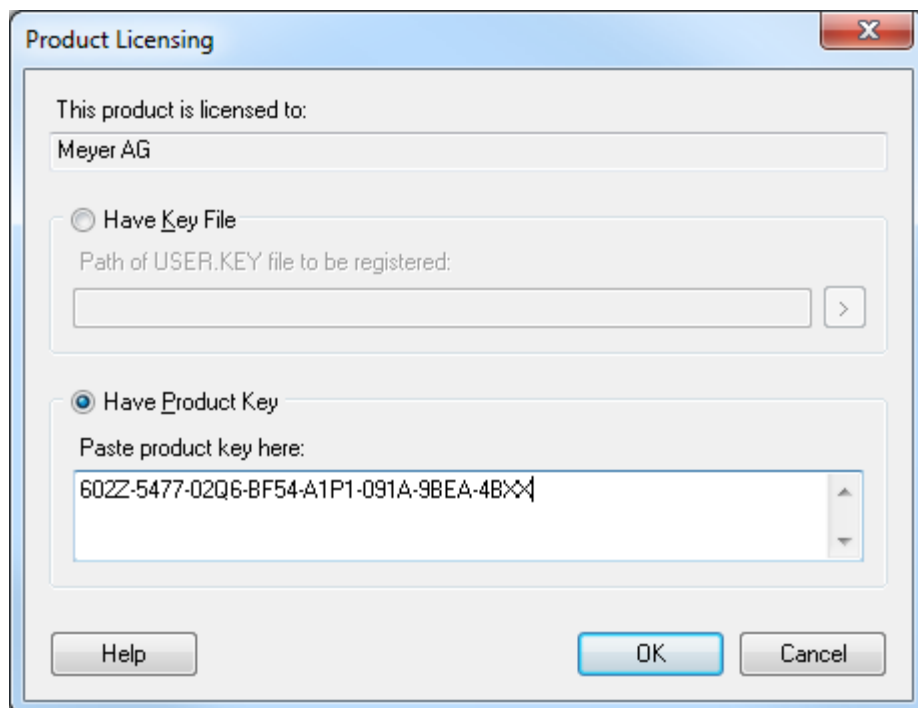 Product Licensing
This product is licensed to:
Meyer AG
Have Key File
Path of USER.KEY file to be registered:
>
Have Product Key
Paste product key here:
602Z-5477-02Q6-BF54-A1P1-091A-9BEA-4BXX
Help
OK
Cancel